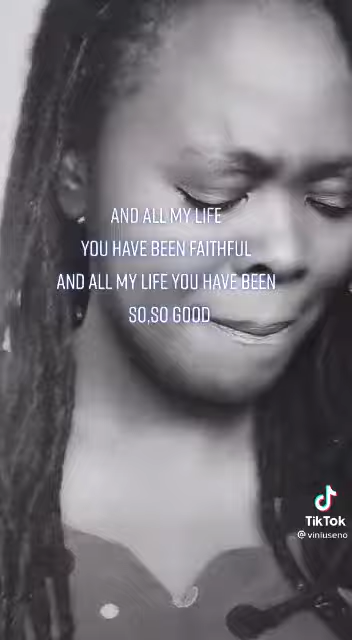 AND ALL MY LIFE
YOU HAVE BEEN FAITHFUL
AND ALL MY LIFE YOU HAVE BEEN
SO,SO GOOD
TikTok
@vinluseno